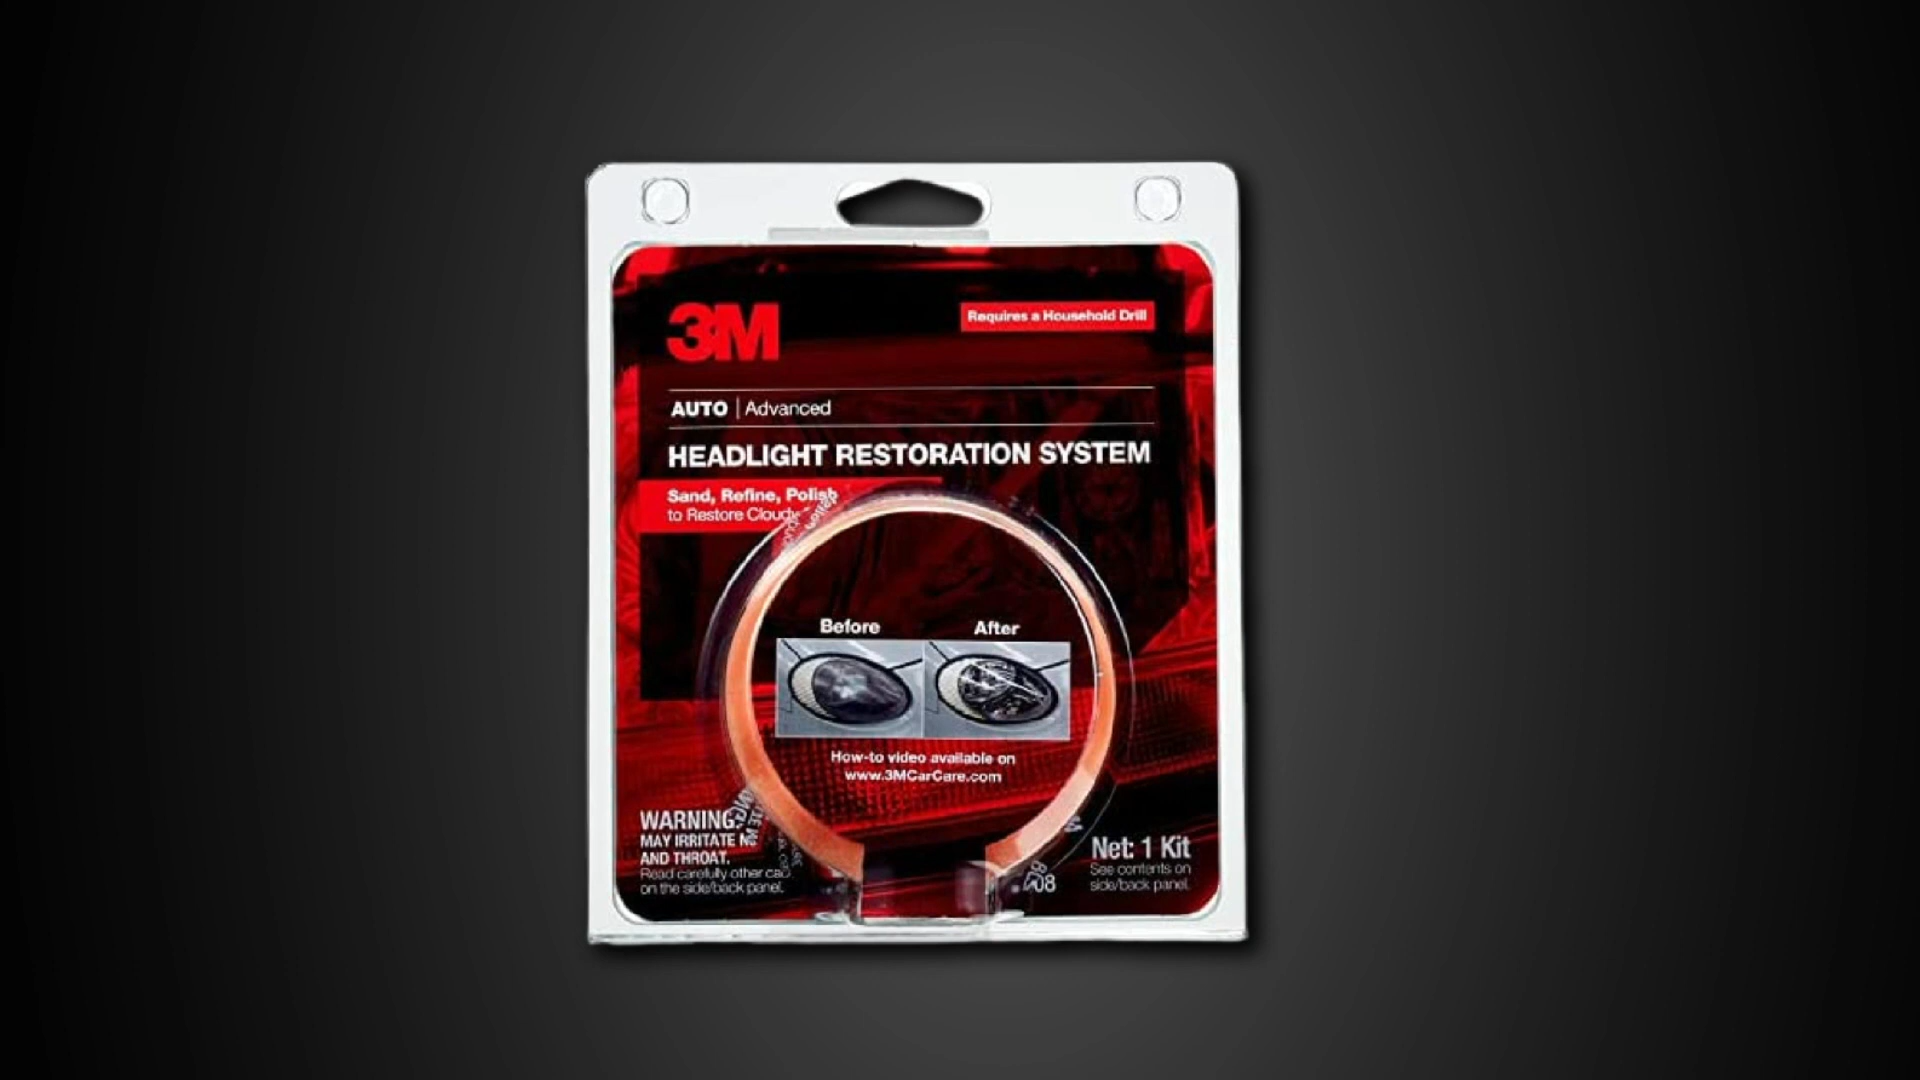 3M
Requires a Household Drill
AUTO | Advanced
HEADLIGHT RESTORATION SYSTEM
Sand, Refine, Polish
to Restore Cloudy
Before After
How-to video available on
www.3MCarCare.com
WARNING:
MAY IRRITATE
AND THROAT.
Read carefully other
on the side/back panel.
Net: 1 Kit
See contents on
side/back panel.